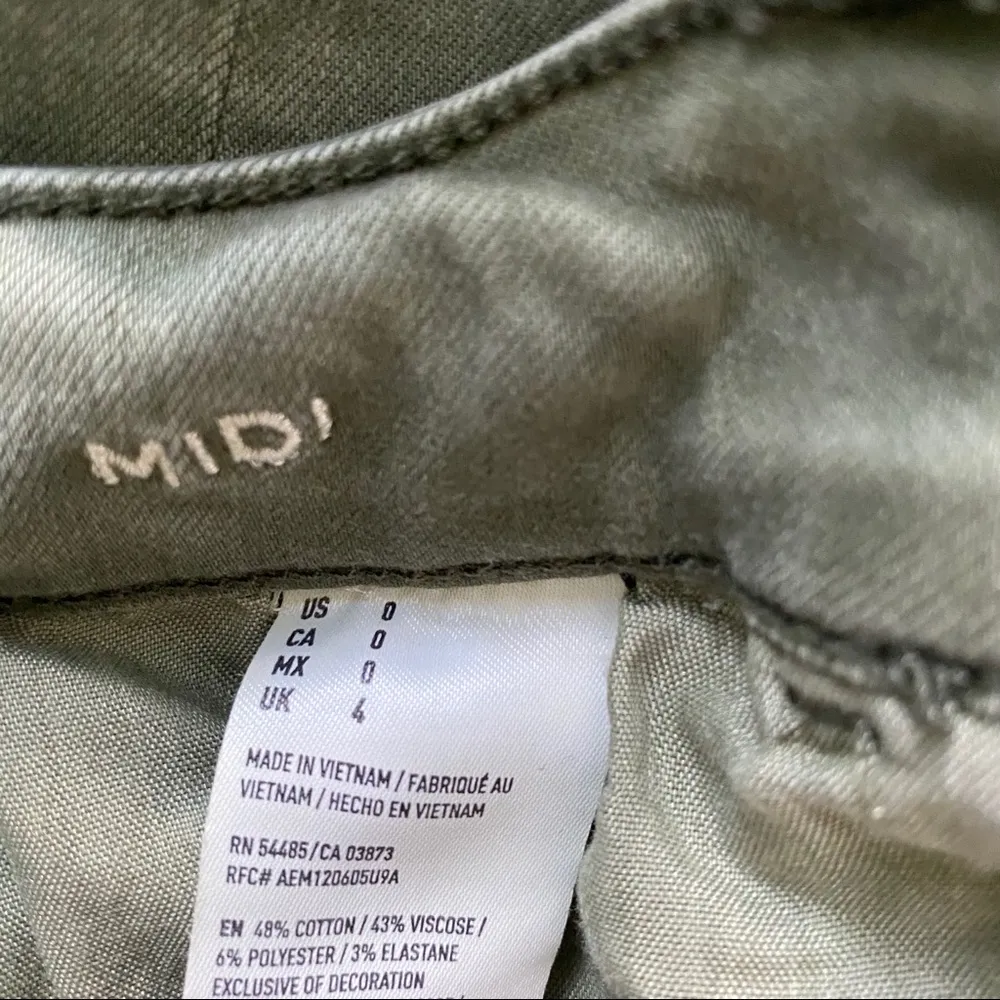 MIDI
US 0
CA 0
MX 0
UK 4
MADE IN VIETNAM / FABRIQUÉ AU
VIETNAM / HECHO EN VIETNAM
RN 54485/CA 03873
RFC# AEM120605U9A
EN 48% COTTON / 43% VISCOSE /
6% POLYESTER / 3% ELASTANE
EXCLUSIVE OF DECORATION